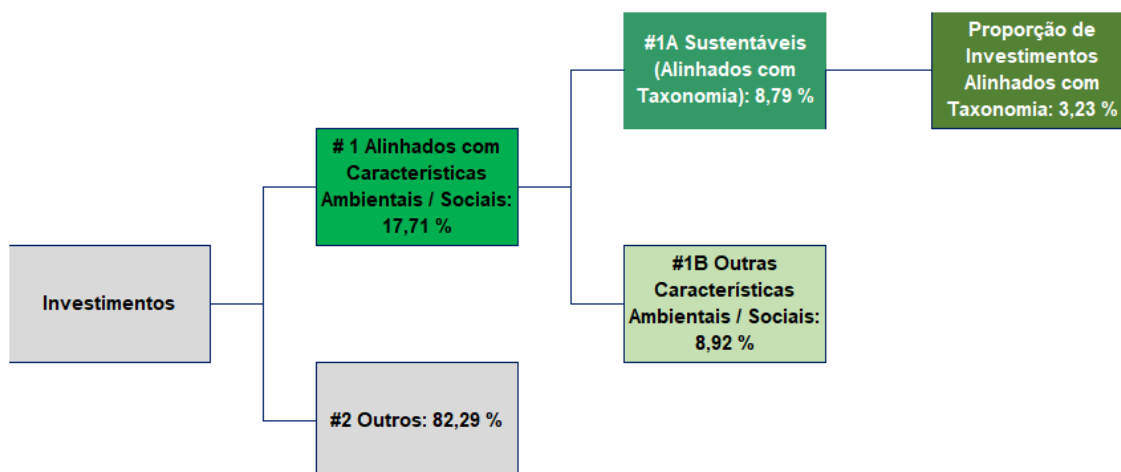 #1A Sustentáveis
(Alinhados com
Taxonomia): 8,79 %
Proporção de
Investimentos
Alinhados com
Taxonomia: 3,23 %
# 1 Alinhados com
Características
Ambientais / Sociais:
17,71 %
Investimentos
#1B Outras
Características
Ambientais / Sociais:
8,92 %
#2 Outros: 82,29 %